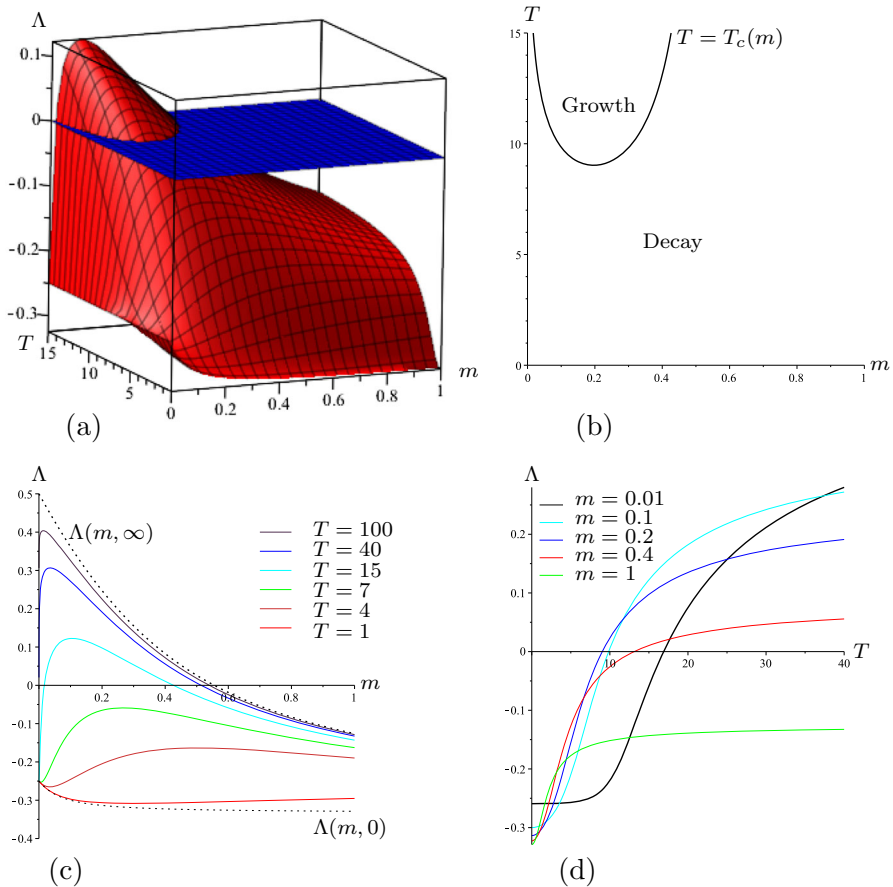 Λ
0.1
0
-0.1
-0.2
-0.3
T
15
10
5
0
0.2
0.4
0.6
0.8
1
m
(a)
T
15
10
5
0
0
0.2
0.4
0.6
0.8
1
m
T = T_c(m)
Growth
Decay
(b)
Λ
0.5
0.4
0.3
0.2
0.1
0
-0.1
-0.2
-0.3
-0.4
0.2
0.4
0.6
0.8
1
m
Λ(m, ∞)
T = 100
T = 40
T = 15
T = 7
T = 4
T = 1
Λ(m, 0)
(c)
Λ
0.2
0.1
0
-0.1
-0.2
-0.3
10
20
30
40
T
m = 0.01
m = 0.1
m = 0.2
m = 0.4
m = 1
(d)